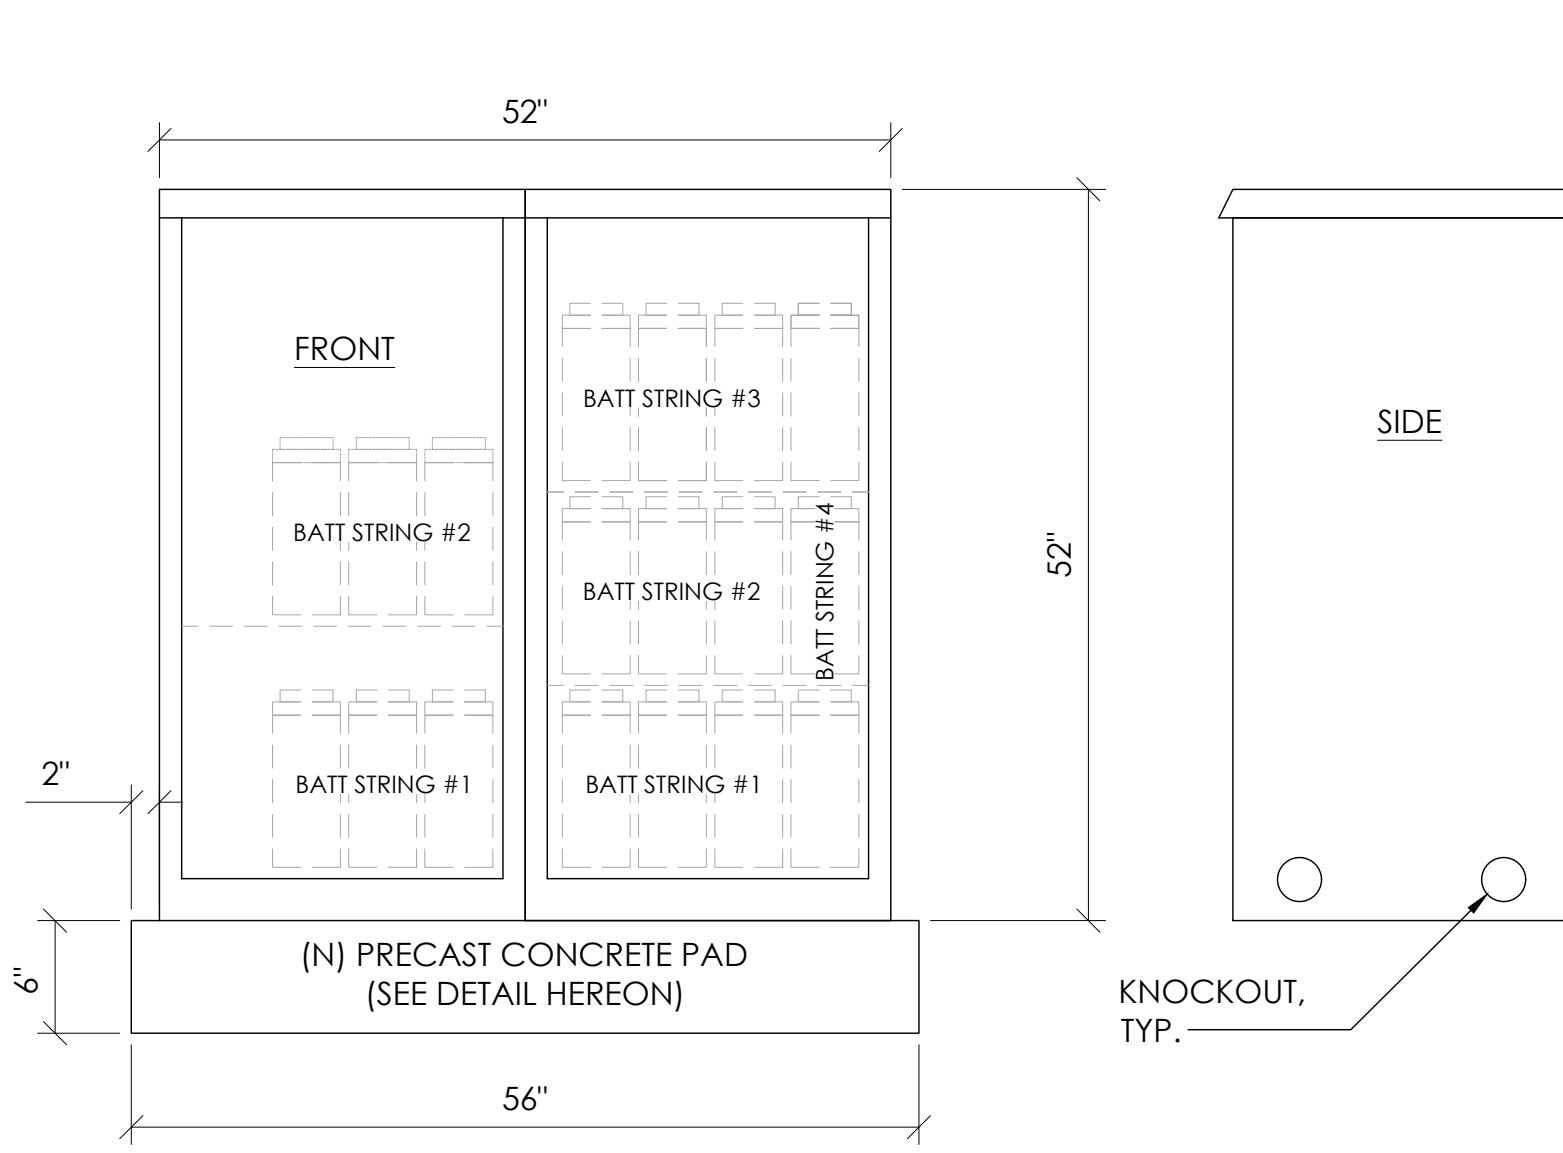 52"
FRONT
BATT STRING #3
SIDE
BATT STRING #2
BATT STRING #2
BATT STRING #4
52"
2"
BATT STRING #1
BATT STRING #1
6"
(N) PRECAST CONCRETE PAD
(SEE DETAIL HEREON)
KNOCKOUT,
TYP.
56"